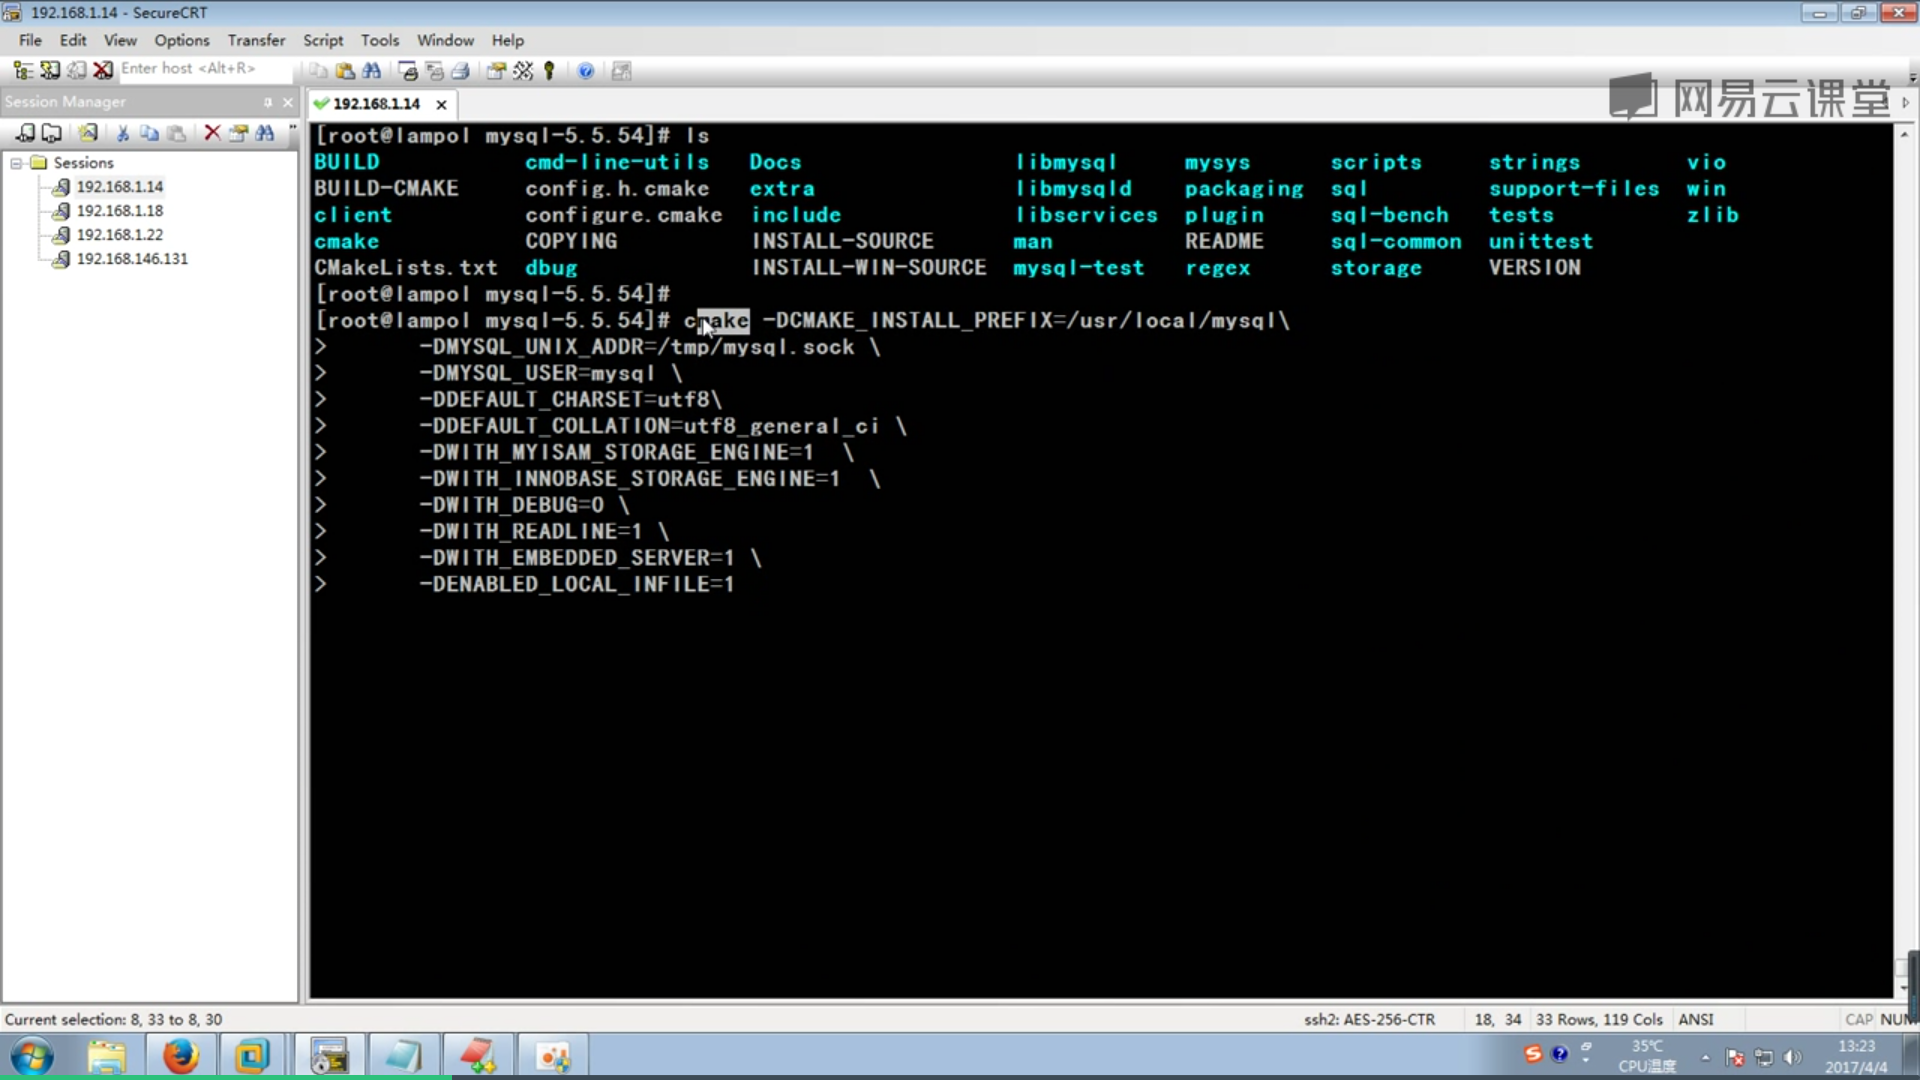 192.168.1.14 - SecureCRT
File Edit View Options Transfer Script Tools Window Help
Enter host <Alt+R>
Session Manager
192.168.1.14
网易云课堂
Sessions
192.168.1.14
192.168.1.18
192.168.1.22
192.168.146.131
[root@lampol mysql-5.5.54]# ls
BUILD cmd-line-utils Docs libmysql mysys scripts strings vio
BUILD-CMAKE config.h.cmake extra libmysqld packaging sql support-files win
client configure.cmake include libservices plugin sql-bench tests zlib
cmake COPYING INSTALL-SOURCE man README sql-common unittest
CMakeLists.txt dbug INSTALL-WIN-SOURCE mysql-test regex storage VERSION
[root@lampol mysql-5.5.54]#
[root@lampol mysql-5.5.54]# cmake -DCMAKE_INSTALL_PREFIX=/usr/local/mysql\
> -DMYSQL_UNIX_ADDR=/tmp/mysql.sock \
> -DMYSQL_USER=mysql \
> -DDEFAULT_CHARSET=utf8\
> -DDEFAULT_COLLATION=utf8_general_ci \
> -DWITH_MYISAM_STORAGE_ENGINE=1 \
> -DWITH_INNOBASE_STORAGE_ENGINE=1 \
> -DWITH_DEBUG=0 \
> -DWITH_READLINE=1 \
> -DWITH_EMBEDDED_SERVER=1 \
> -DENABLED_LOCAL_INFILE=1
Current selection: 8, 33 to 8, 30
ssh2: AES-256-CTR 18, 34 33 Rows, 119 Cols ANSI CAP NUM
35℃
CPU温度
13:23
2017/4/4